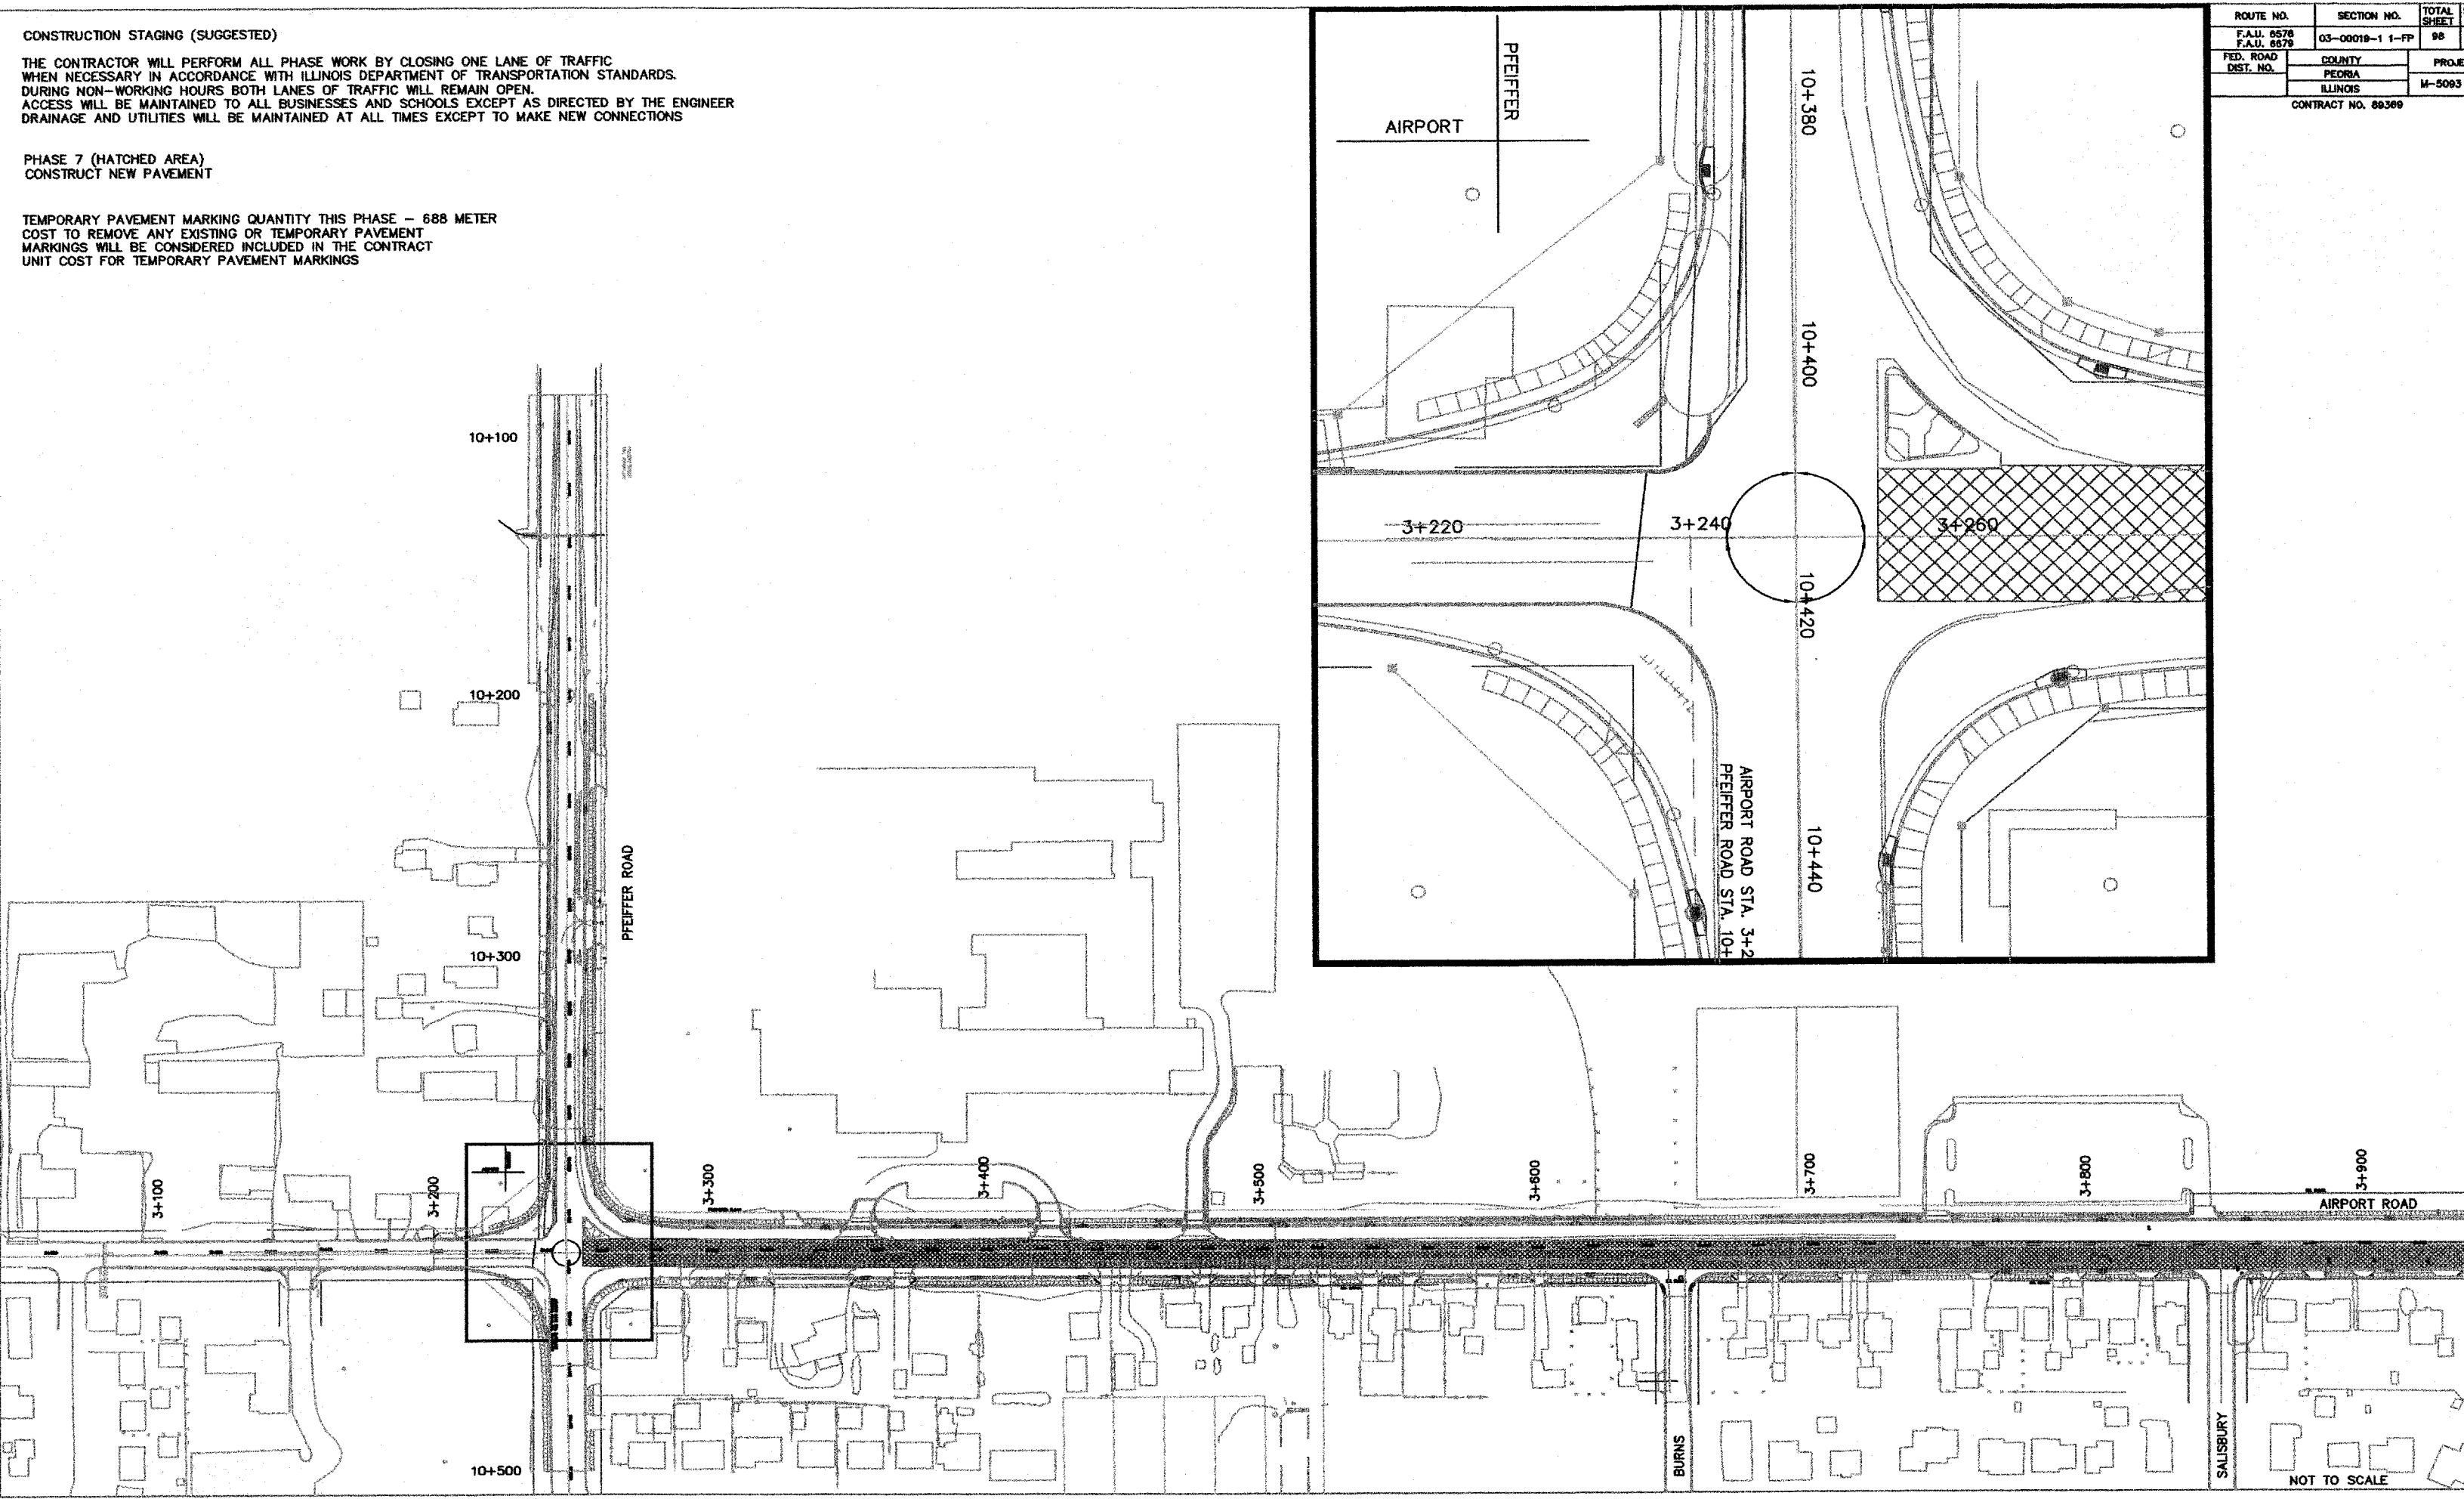 CONSTRUCTION STAGING (SUGGESTED)
THE CONTRACTOR WILL PERFORM ALL PHASE WORK BY CLOSING ONE LANE OF TRAFFIC
WHEN NECESSARY IN ACCORDANCE WITH ILLINOIS DEPARTMENT OF TRANSPORTATION STANDARDS.
DURING NON-WORKING HOURS BOTH LANES OF TRAFFIC WILL REMAIN OPEN.
ACCESS WILL BE MAINTAINED TO ALL BUSINESSES AND SCHOOLS EXCEPT AS DIRECTED BY THE ENGINEER
DRAINAGE AND UTILITIES WILL BE MAINTAINED AT ALL TIMES EXCEPT TO MAKE NEW CONNECTIONS
PHASE 7 (HATCHED AREA)
CONSTRUCT NEW PAVEMENT
TEMPORARY PAVEMENT MARKING QUANTITY THIS PHASE - 688 METER
COST TO REMOVE ANY EXISTING OR TEMPORARY PAVEMENT
MARKINGS WILL BE CONSIDERED INCLUDED IN THE CONTRACT
UNIT COST FOR TEMPORARY PAVEMENT MARKINGS
ROUTE NO.
SECTION NO.
TOTAL
SHEET
F.A.U. 6576
F.A.U. 6679
03-00019-1 1-FP
98
FED. ROAD
DIST. NO.
COUNTY
PEORIA
ILLINOIS
PROJE
M-5093
CONTRACT NO. 89369
PFEIFFER
AIRPORT
10+380
10+400
3+220
3+240
3+260
10+420
10+440
AIRPORT ROAD STA. 3+2
PFEIFFER ROAD STA. 10+
10+100
10+200
PFEIFFER ROAD
10+300
3+100
3+200
3+300
3+400
3+500
3+600
3+700
3+800
3+900
AIRPORT ROAD
10+500
BURNS
SALISBURY
NOT TO SCALE